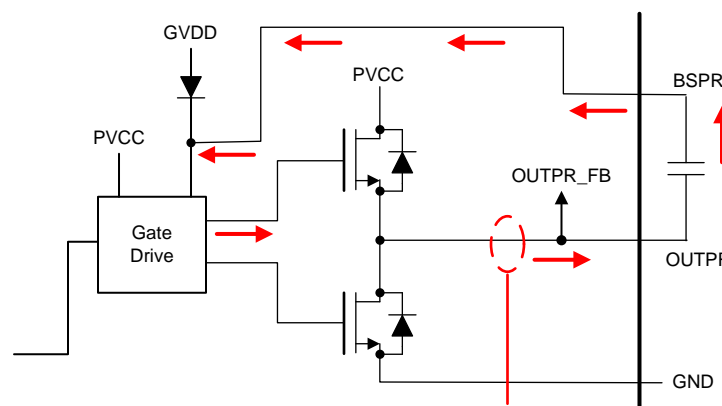 GVDD
PVCC
BSPR
PVCC
OUTPR_FB
Gate
Drive
OUTPR
GND